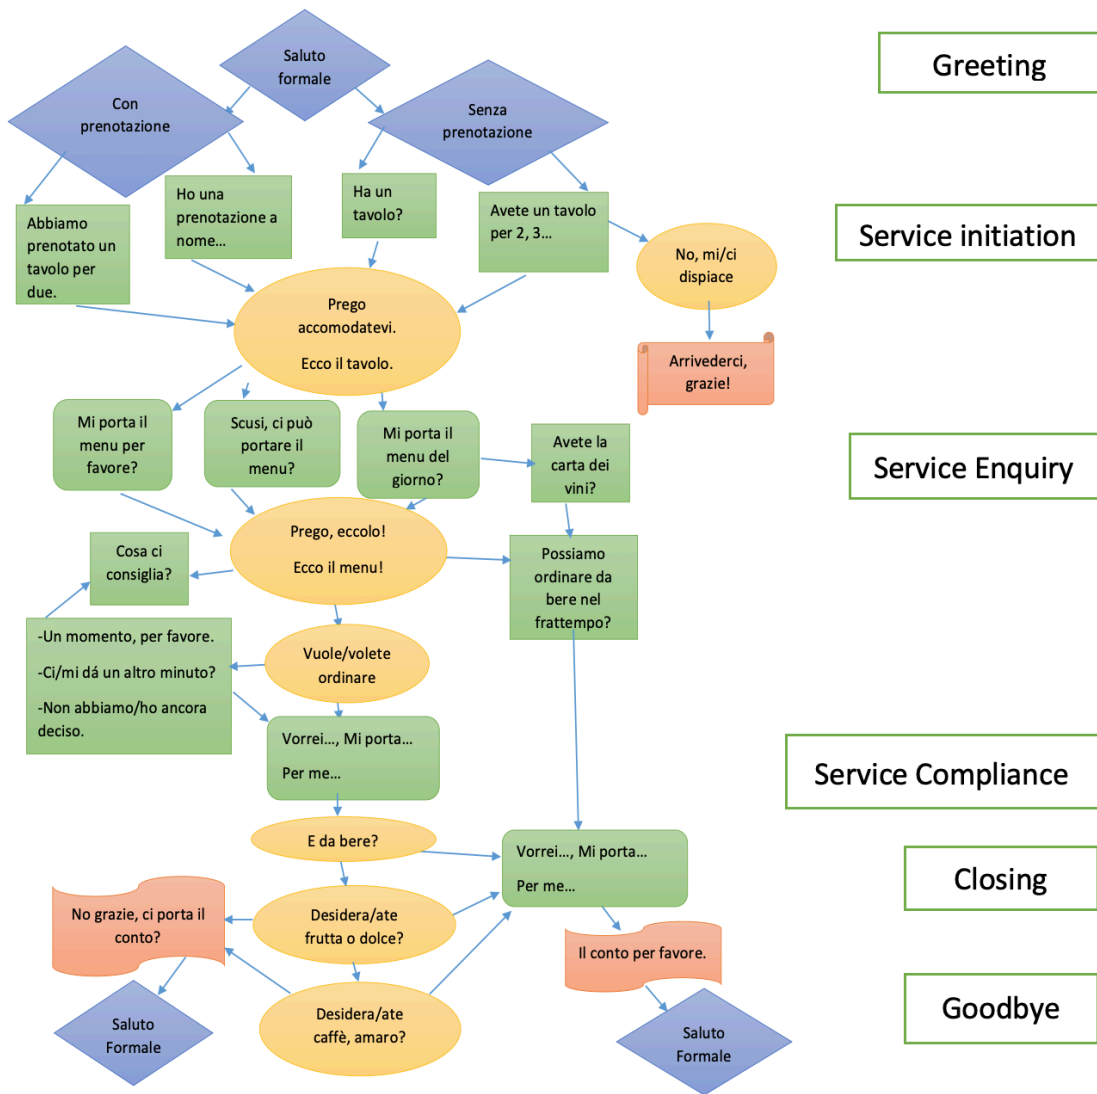 Saluto
formale
Greeting
Con
prenotazione
Senza
prenotazione
Abbiamo
prenotato un
tavolo per
due.
Ho una
prenotazione a
nome…
Ha un
tavolo?
Avete un tavolo
per 2, 3…
No, mi/ci
dispiace
Service initiation
Prego
accomodatevi.
Ecco il tavolo.
Arrivederci,
grazie!
Mi porta il
menu per
favore?
Scusi, ci può
portare il
menu?
Mi porta il
menu del
giorno?
Avete la
carta dei
vini?
Service Enquiry
Prego, eccolo!
Ecco il menu!
Cosa ci
consiglia?
Possiamo
ordinare da
bere nel
frattempo?
-Un momento, per favore.
-Ci/mi dá un altro minuto?
-Non abbiamo/ho ancora
deciso.
Vuole/volete
ordinare
Vorrei…, Mi porta…
Per me…
Service Compliance
E da bere?
Vorrei…, Mi porta…
Per me…
Closing
No grazie, ci porta il
conto?
Desidera/ate
frutta o dolce?
Il conto per favore.
Desidera/ate
caffè, amaro?
Goodbye
Saluto
Formale
Saluto
Formale